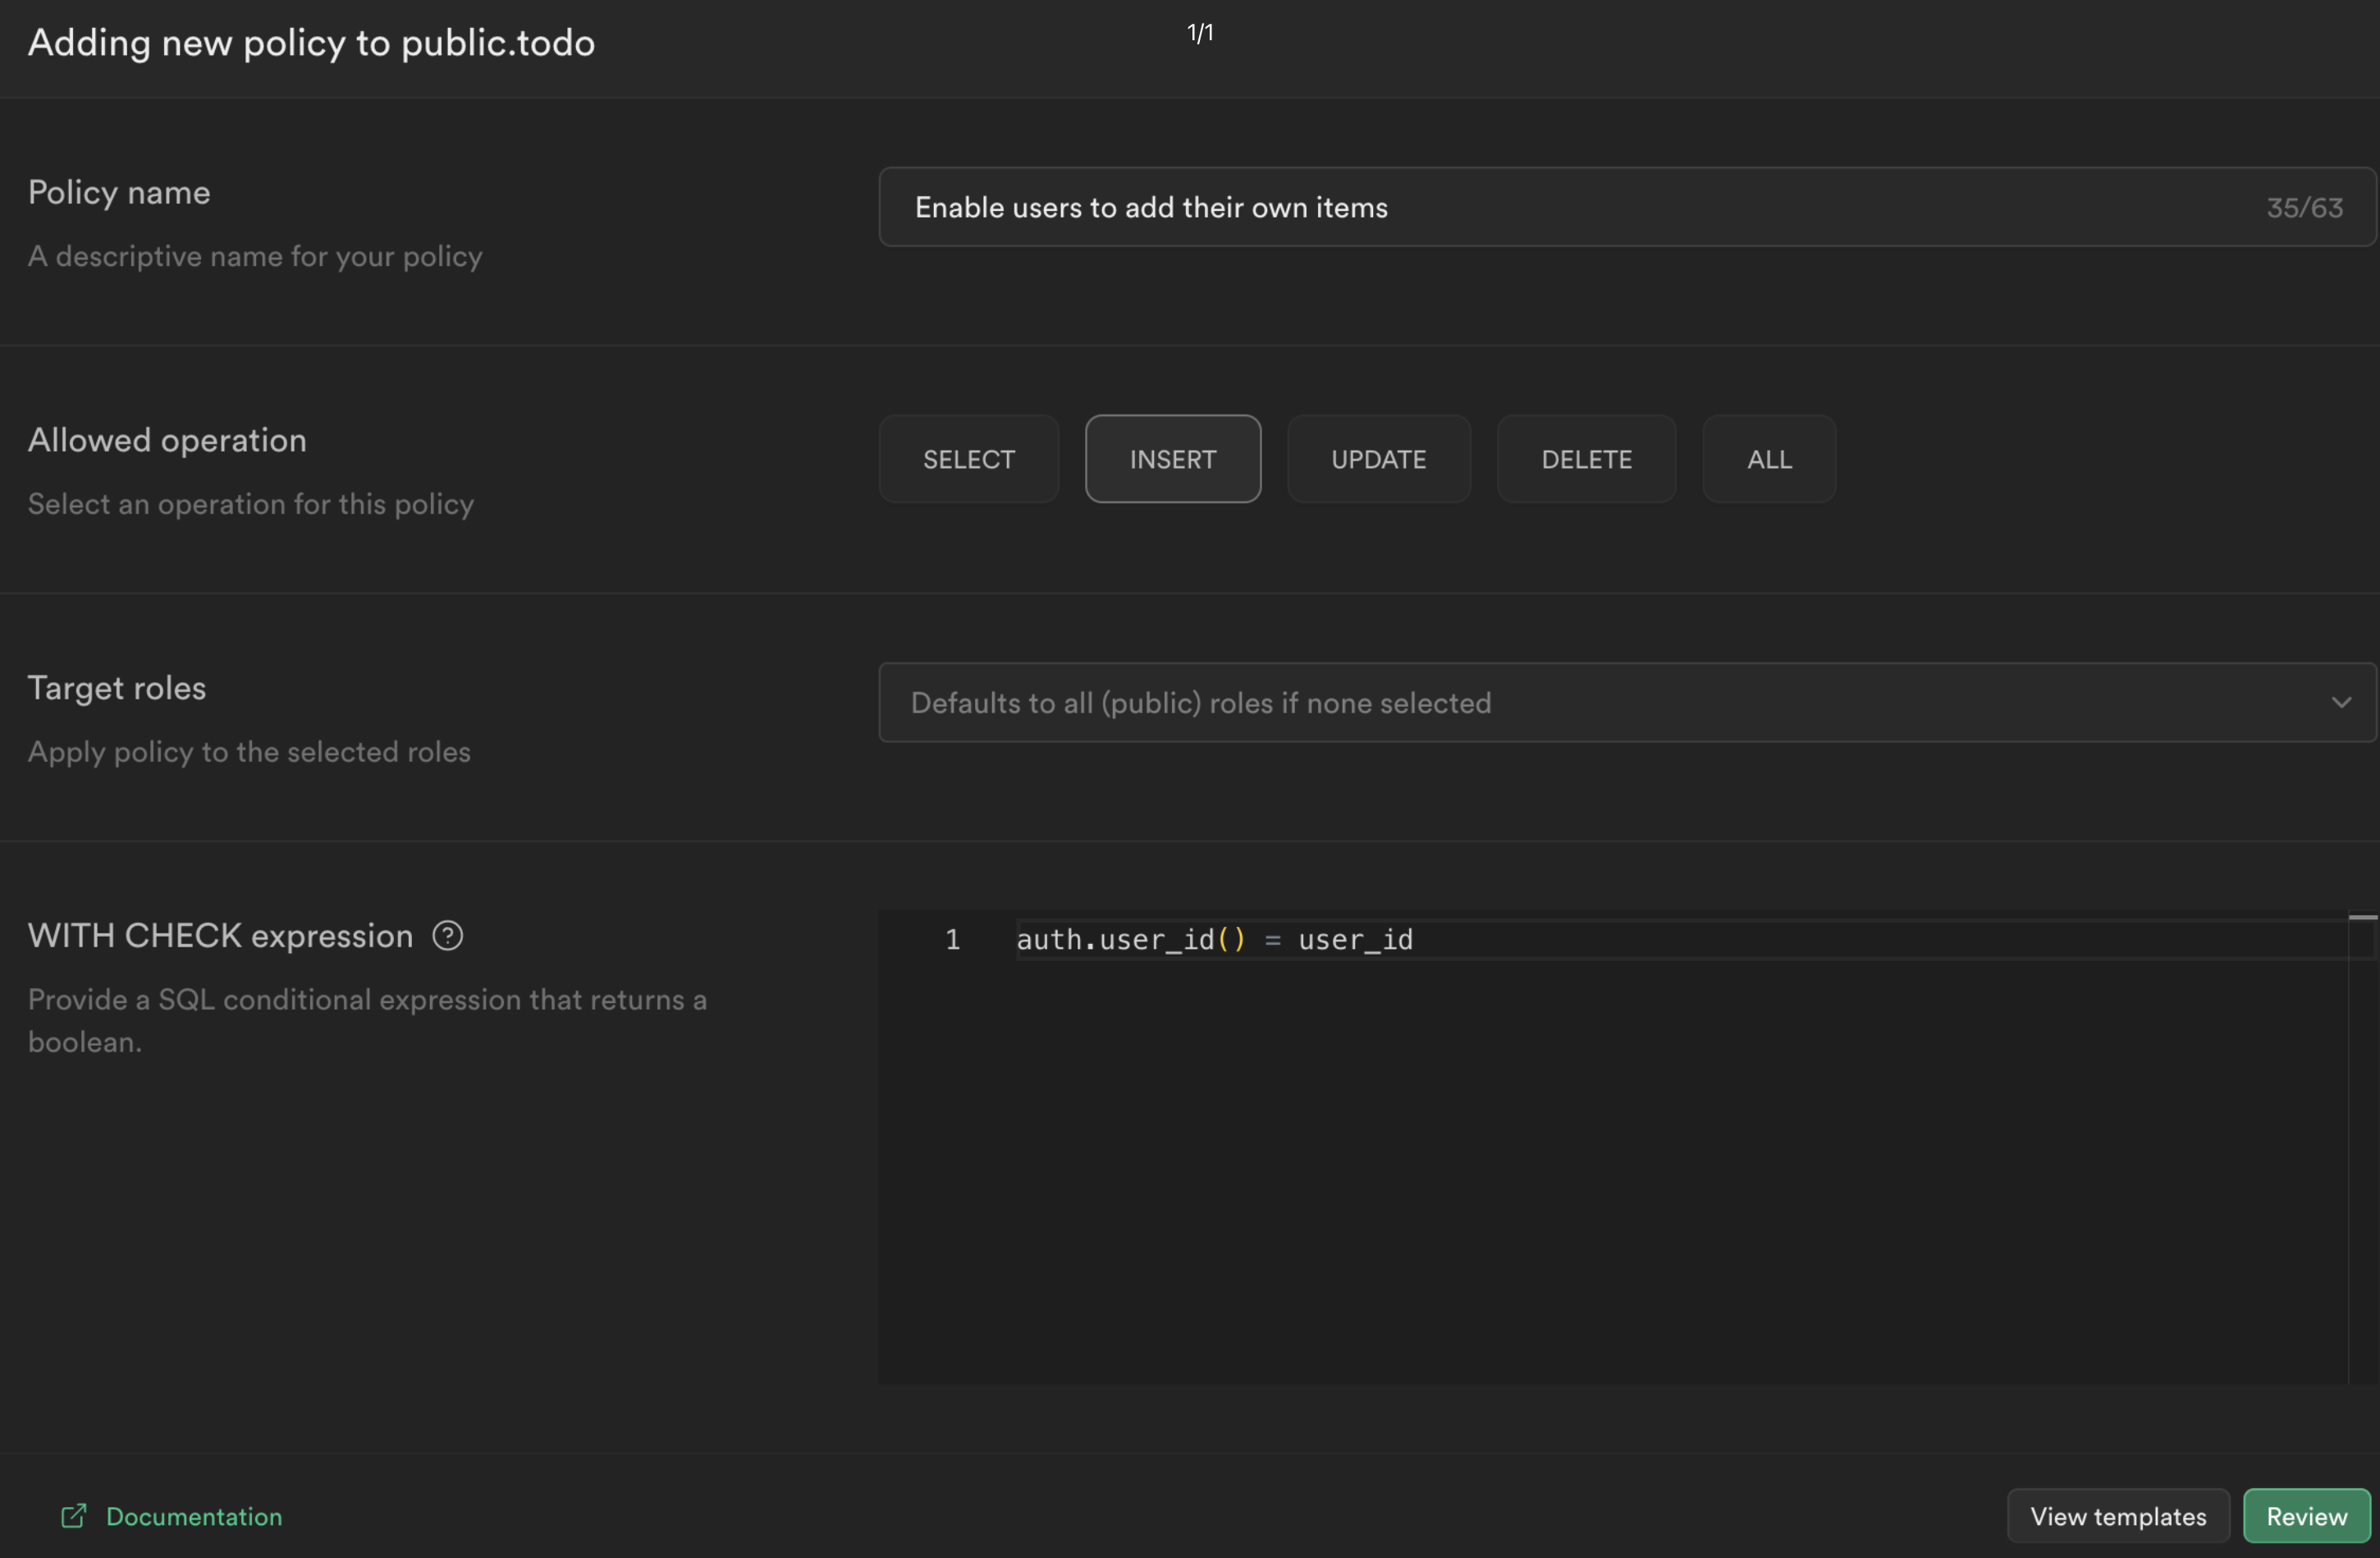 Adding new policy to public.todo
1/1
Policy name
A descriptive name for your policy
Enable users to add their own items
35/63
Allowed operation
Select an operation for this policy
SELECT
INSERT
UPDATE
DELETE
ALL
Target roles
Apply policy to the selected roles
Defaults to all (public) roles if none selected
WITH CHECK expression ?
Provide a SQL conditional expression that returns a
boolean.
1 auth.user_id() = user_id
Documentation
View templates
Review